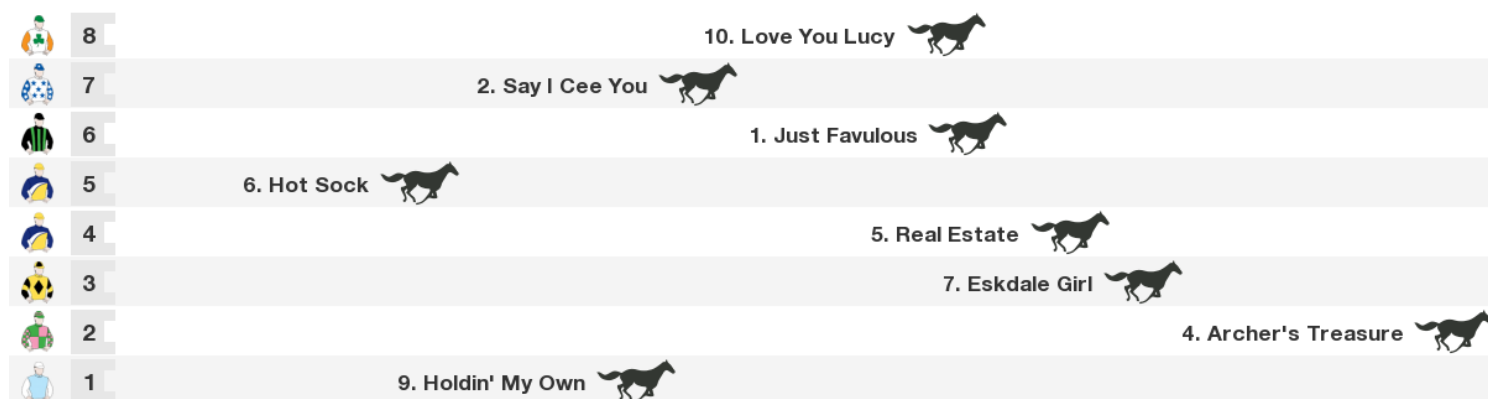 8 10. Love You Lucy
7 2. Say I Cee You
6 1. Just Favulous
5 6. Hot Sock
4 5. Real Estate
3 7. Eskdale Girl
2 4. Archer's Treasure
1 9. Holdin' My Own